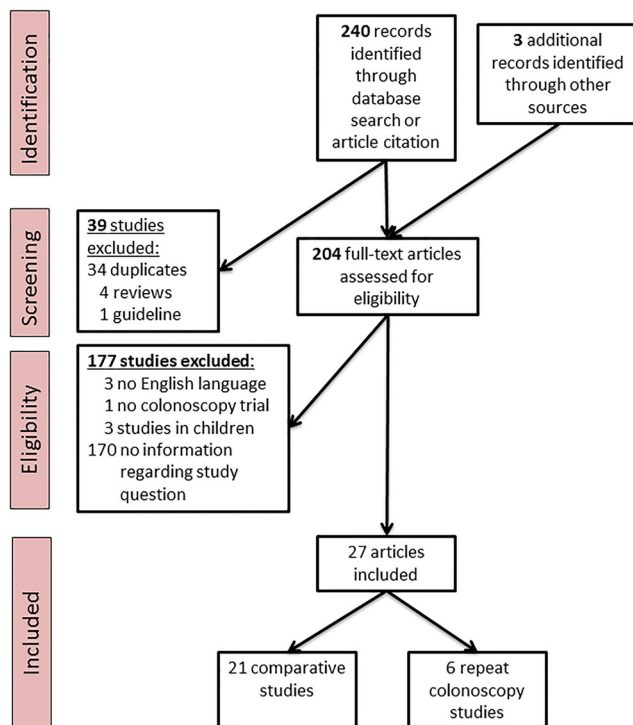 Identification
240 records
identified
through
database
search or
article citation
3 additional
records identified
through other
sources
Screening
39 studies
excluded:
34 duplicates
4 reviews
1 guideline
204 full-text articles
assessed for
eligibility
Eligibility
177 studies excluded:
3 no English language
1 no colonoscopy trial
3 studies in children
170 no information
regarding study
question
Included
27 articles
included
21 comparative
studies
6 repeat
colonoscopy
studies